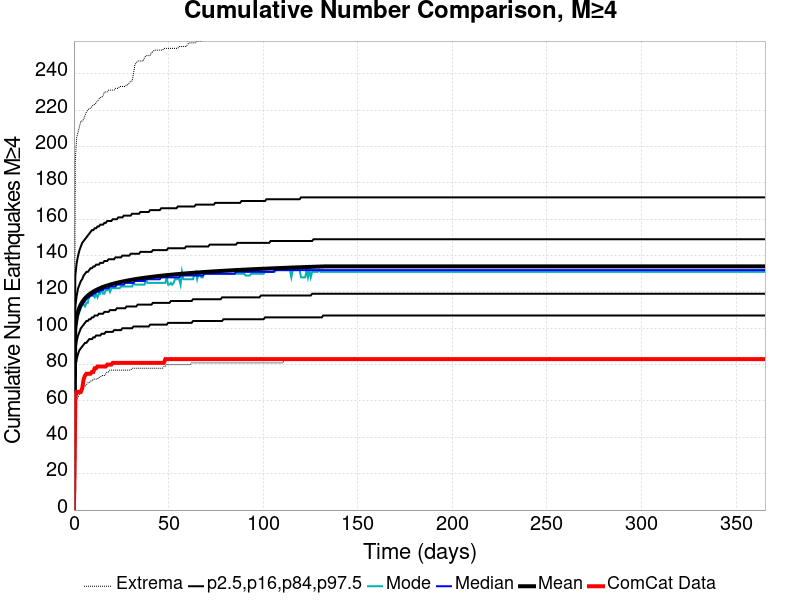 Cumulative Number Comparison, M≥4
Cumulative Num Earthquakes M≥4
240
220
200
180
160
140
120
100
80
60
40
20
0
0 50 100 150 200 250 300 350
Time (days)
Extrema p2.5,p16,p84,p97.5 Mode Median Mean ComCat Data